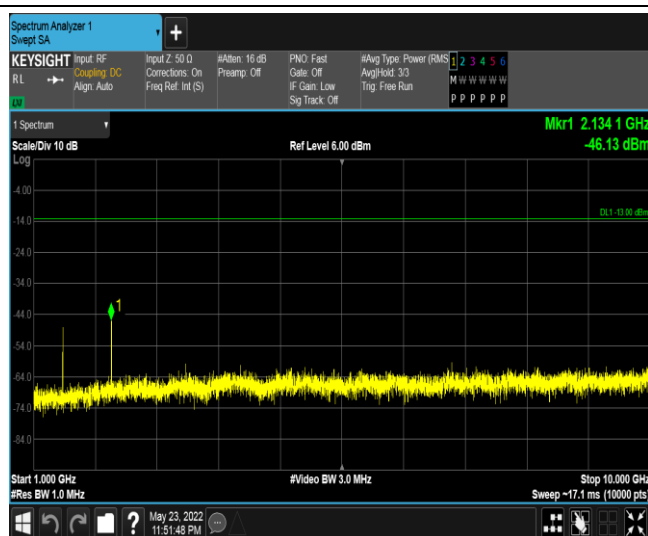 Spectrum Analyzer 1
Swept SA
KEYSIGHT Input: RF Input Z: 50 Ω #Atten: 16 dB PNO: Fast #Avg Type: Power (RMS 1 2 3 4 5 6
RL Coupling: DC Corrections: On Preamp: Off Gate: Off Avg|Hold: 3/3 M W W W W W
Align: Auto Freq Ref: Int (S) IF Gain: Low Trig: Free Run
Sig Track: Off P P P P P P
LXI
1 Spectrum Mkr1 2.134 1 GHz
Scale/Div 10 dB Ref Level 6.00 dBm -46.13 dBm
Log
-4.00
DL1 -13.00 dBm
-14.0
-24.0
-34.0
1
-44.0
-54.0
-64.0
-74.0
-84.0
Start 1.000 GHz #Video BW 3.0 MHz Stop 10.000 GHz
#Res BW 1.0 MHz Sweep ~17.1 ms (10000 pts)
? May 23, 2022
11:51:48 PM